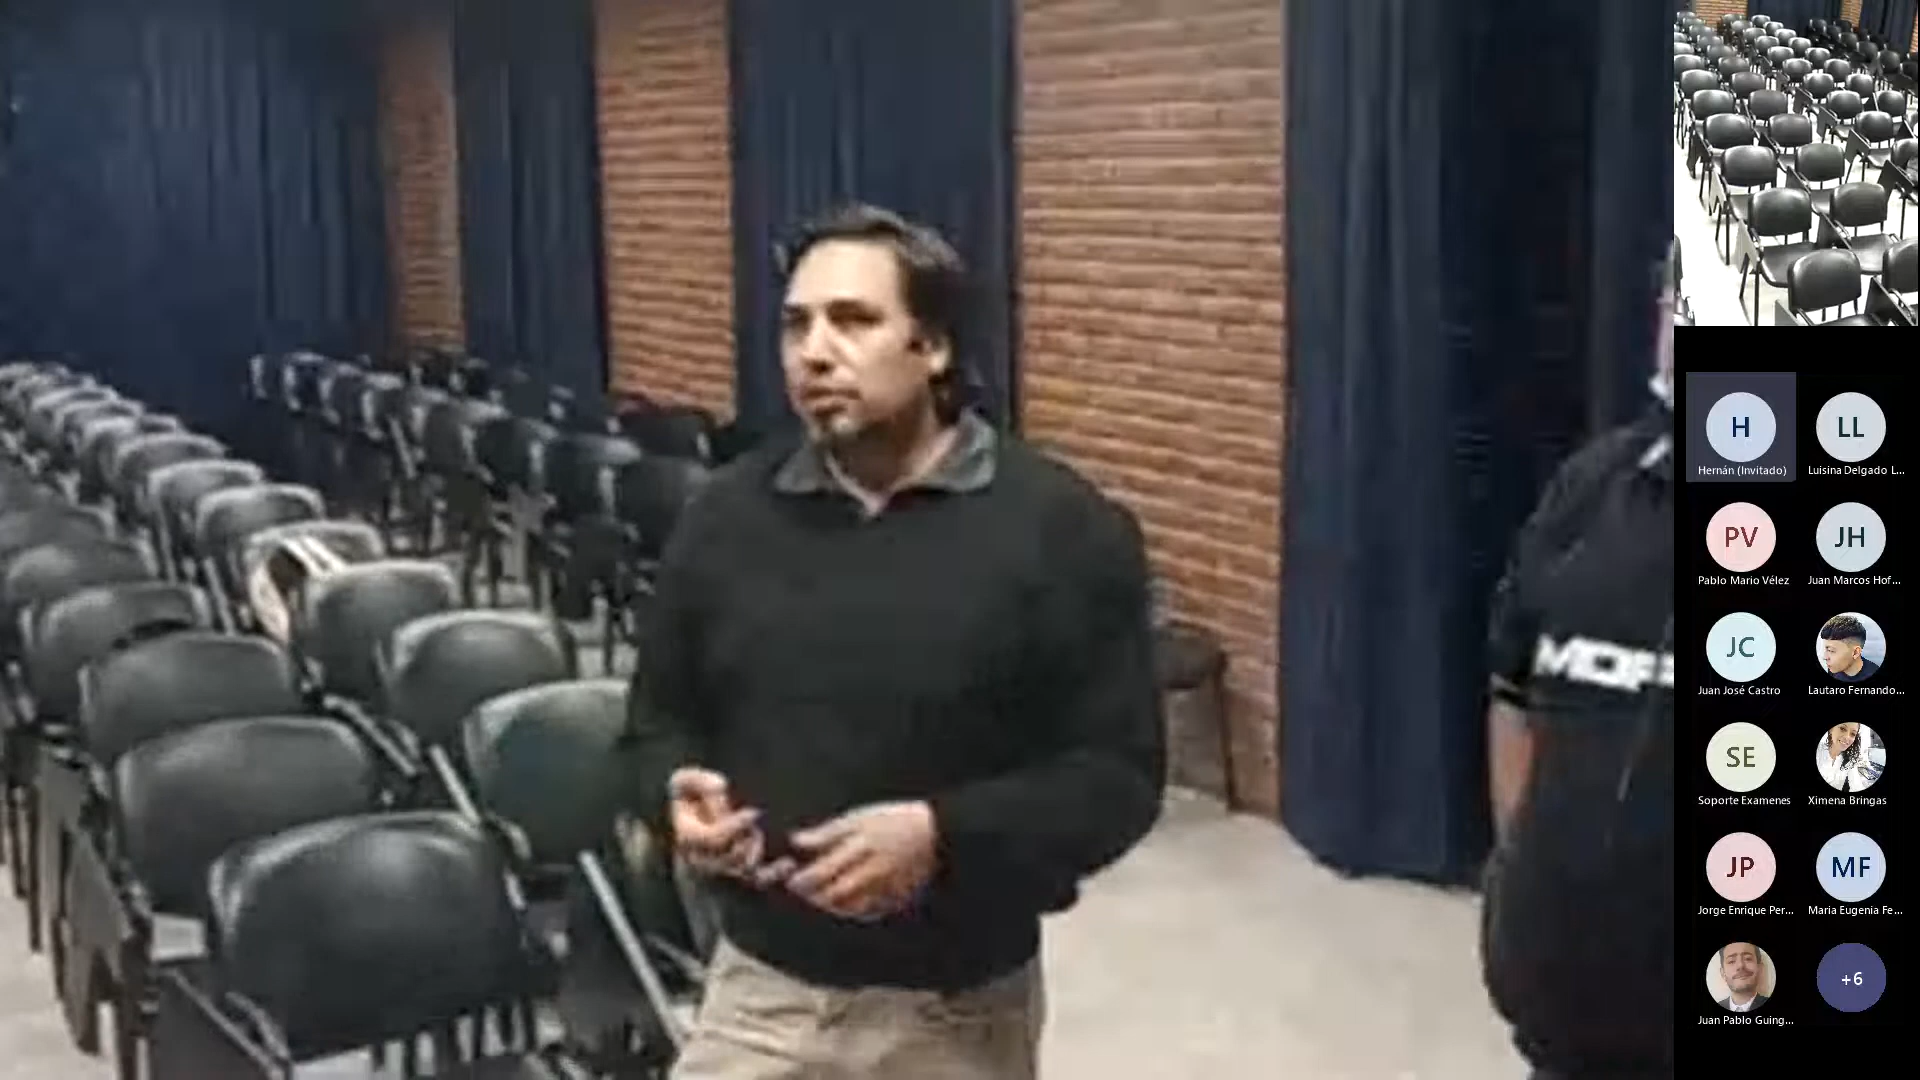 H
LL
Hernán (Invitado)
Luisina Delgado L...
PV
JH
Pablo Mario Vélez
Juan Marcos Hof...
JC
Juan José Castro
Lautaro Fernando...
SE
Soporte Examenes
Ximena Bringas
JP
MF
Jorge Enrique Per...
Maria Eugenia Fe...
+6
Juan Pablo Guing...